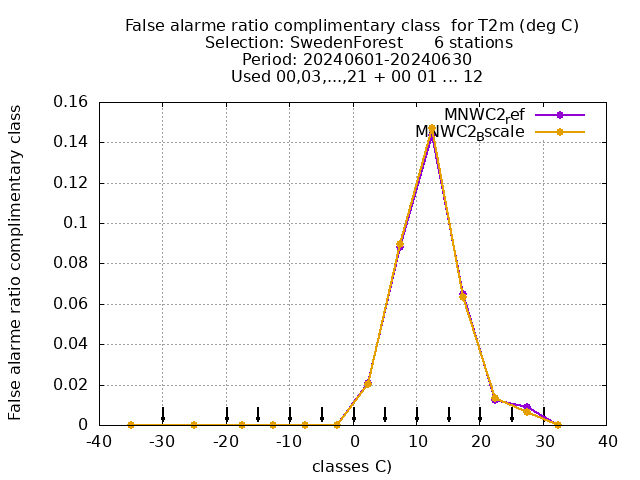 False alarme ratio complimentary class  for T2m (deg C)
Selection: SwedenForest      6 stations
Period: 20240601-20240630
Used 00,03,...,21 + 00 01 ... 12
False alarme ratio complimentary class
0.16
0.14
0.12
0.1
0.08
0.06
0.04
0.02
0
MNWC2ref
MNWC2Bscale
-40 -30 -20 -10 0 10 20 30 40
classes C)